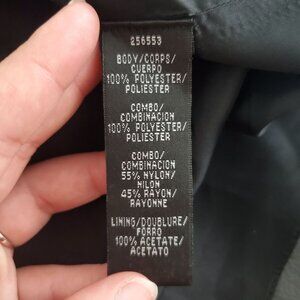 256553
BODY/CORPS/
CUERPO
100% POLYESTER/
POLIESTER
COMBO/
COMBINACION
100% POLYESTER/
POLIESTER
COMBO/
COMBINACION
55% NYLON/
NILON
45% RAYON/
RAYONNE
LINING/DOUBLURE/
FORRO
100% ACETATE/
ACETATO